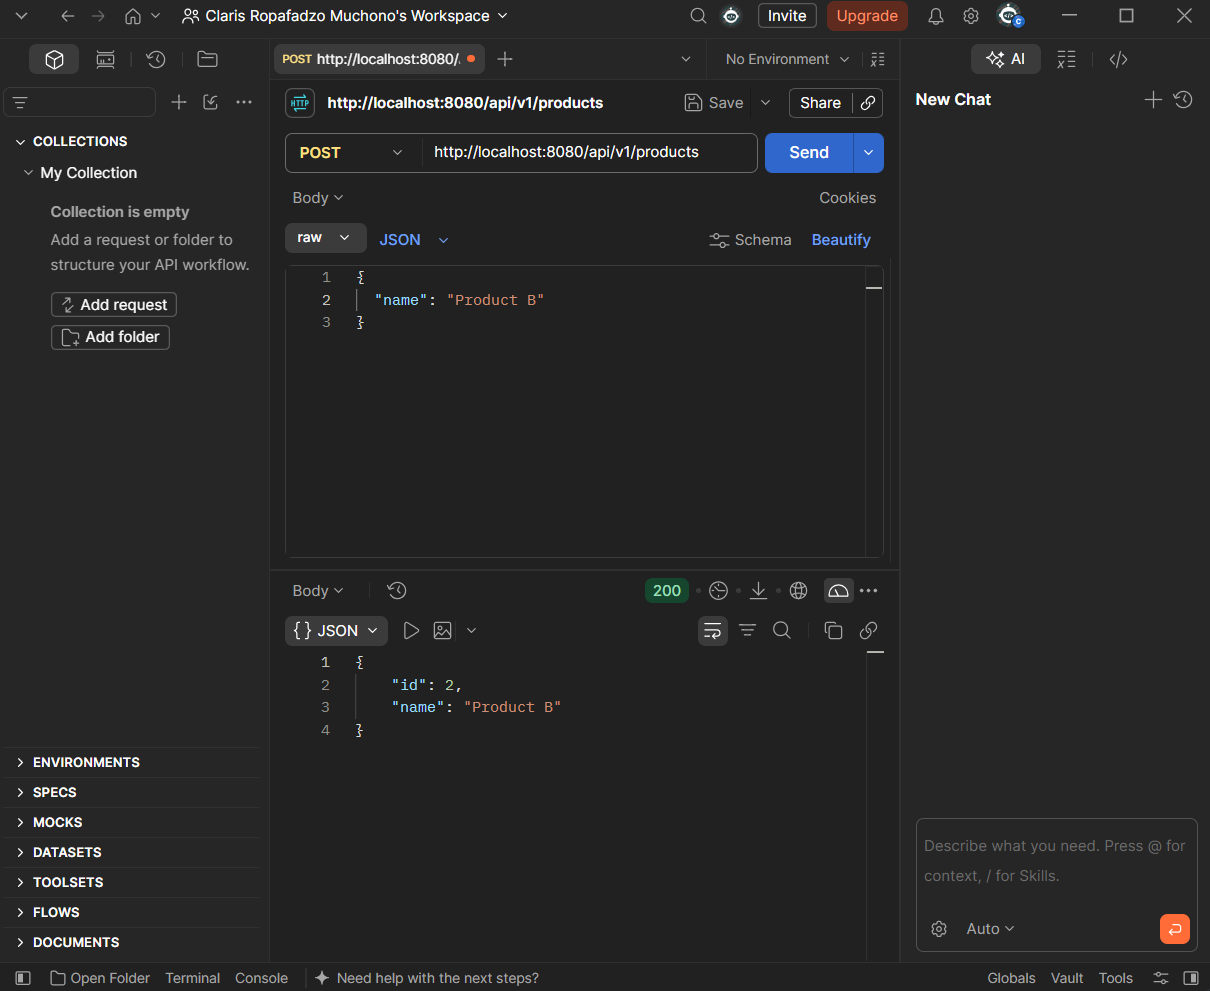 Claris Ropafadzo Muchono's Workspace
Invite
Upgrade
C
POST http://localhost:8080/.
No Environment
AI
HTTP
http://localhost:8080/api/v1/products
Save
Share
New Chat
COLLECTIONS
My Collection
Collection is empty
Add a request or folder to
structure your API workflow.
Add request
Add folder
POST
http://localhost:8080/api/v1/products
Send
Body
Cookies
raw
JSON
Schema
Beautify
1 {
2 "name": "Product B"
3 }
Body
200
{} JSON
1 {
2 "id": 2,
3 "name": "Product B"
4 }
ENVIRONMENTS
SPECS
MOCKS
DATASETS
TOOLSETS
FLOWS
DOCUMENTS
Describe what you need. Press @ for
context, / for Skills.
Auto
Open Folder
Terminal
Console
Need help with the next steps?
Globals
Vault
Tools